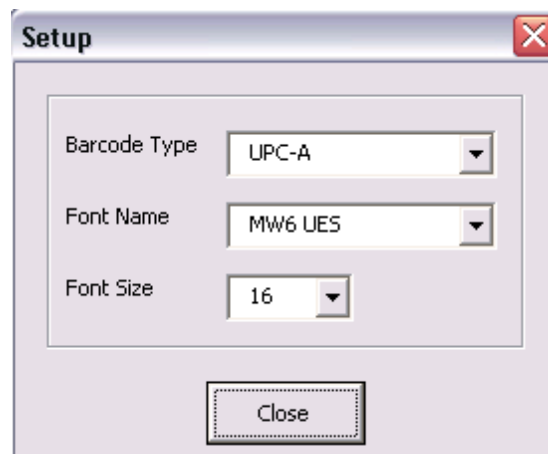 Setup
Barcode Type UPC-A
Font Name MW6 UES
Font Size 16
Close